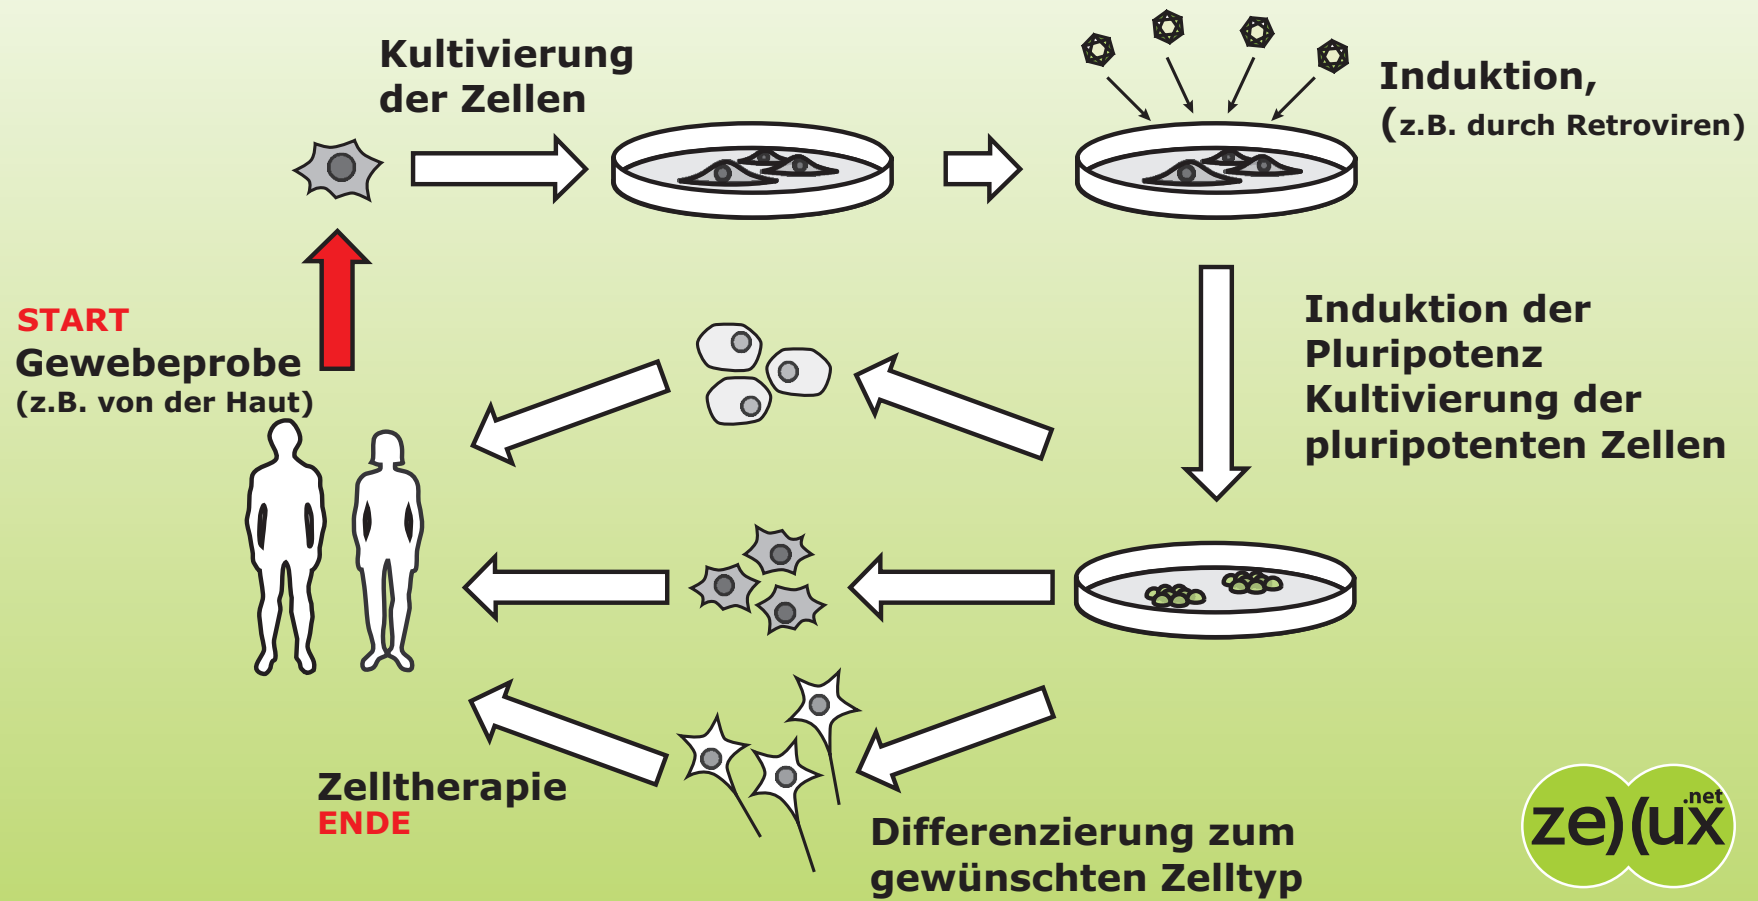 Kultivierung
der Zellen
Induktion,
(z.B. durch Retroviren)
START
Gewebeprobe
(z.B. von der Haut)
Induktion der
Pluripotenz
Kultivierung der
pluripotenten Zellen
Zelltherapie
ENDE
Differenzierung zum
gewünschten Zelltyp
ze)(ux
.net